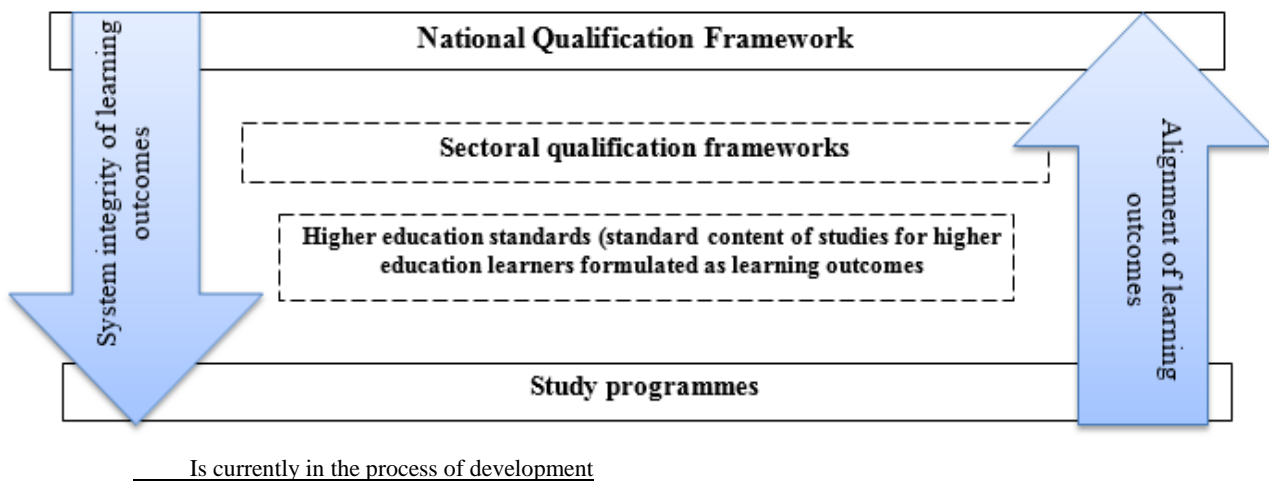 National Qualification Framework
System integrity of learning
outcomes
Sectoral qualification frameworks
Higher education standards (standard content of studies for higher
education learners formulated as learning outcomes
Alignment of learning
outcomes
Study programmes
Is currently in the process of development